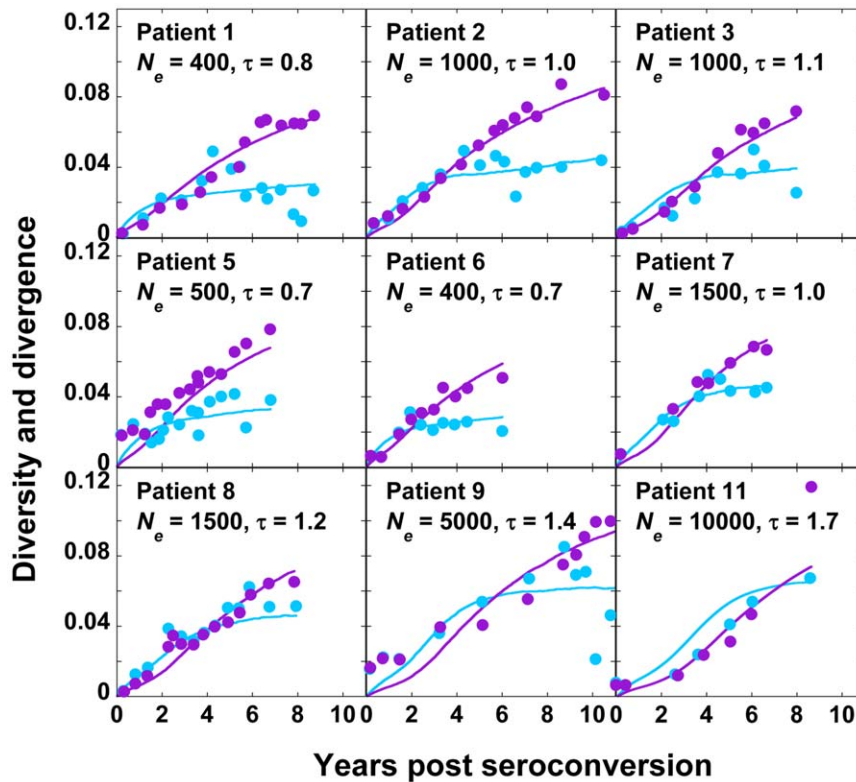 Diversity and divergence
0.12
0.08
0.04
0
Patient 1
Nₑ = 400, τ = 0.8
Patient 2
Nₑ = 1000, τ = 1.0
Patient 3
Nₑ = 1000, τ = 1.1
0.12
0.08
0.04
0
Patient 5
Nₑ = 500, τ = 0.7
Patient 6
Nₑ = 400, τ = 0.7
Patient 7
Nₑ = 1500, τ = 1.0
0.12
0.08
0.04
0
Patient 8
Nₑ = 1500, τ = 1.2
Patient 9
Nₑ = 5000, τ = 1.4
Patient 11
Nₑ = 10000, τ = 1.7
0 2 4 6 8 10 0 2 4 6 8 10 0 2 4 6 8 10
Years post seroconversion